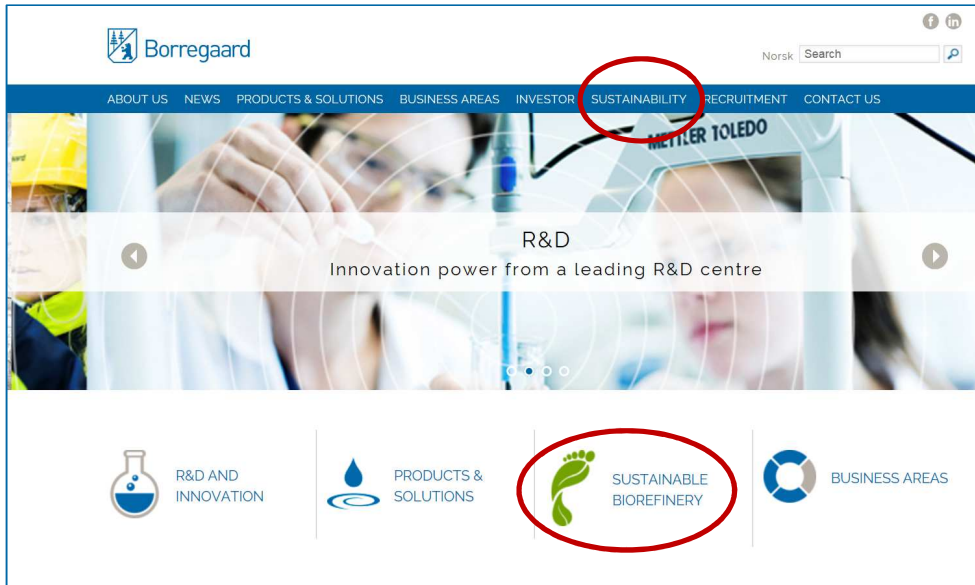 Borregaard
Norsk Search
ABOUT US NEWS PRODUCTS & SOLUTIONS BUSINESS AREAS INVESTOR SUSTAINABILITY RECRUITMENT CONTACT US
METTLER TOLEDO
R&D
Innovation power from a leading R&D centre
R&D AND
INNOVATION
PRODUCTS &
SOLUTIONS
SUSTAINABLE
BIOREFINERY
BUSINESS AREAS